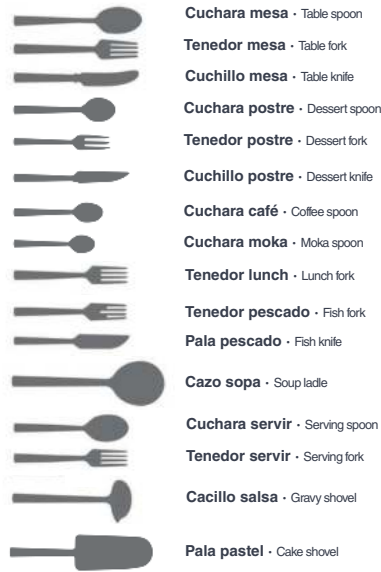 Cuchara mesa · Table spoon
Tenedor mesa · Table fork
Cuchillo mesa · Table knife
Cuchara postre · Dessert spoon
Tenedor postre · Dessert fork
Cuchillo postre · Dessert knife
Cuchara café · Coffee spoon
Cuchara moka · Moka spoon
Tenedor lunch · Lunch fork
Tenedor pescado · Fish fork
Pala pescado · Fish knife
Cazo sopa · Soup ladle
Cuchara servir · Serving spoon
Tenedor servir · Serving fork
Cacillo salsa · Gravy shovel
Pala pastel · Cake shovel